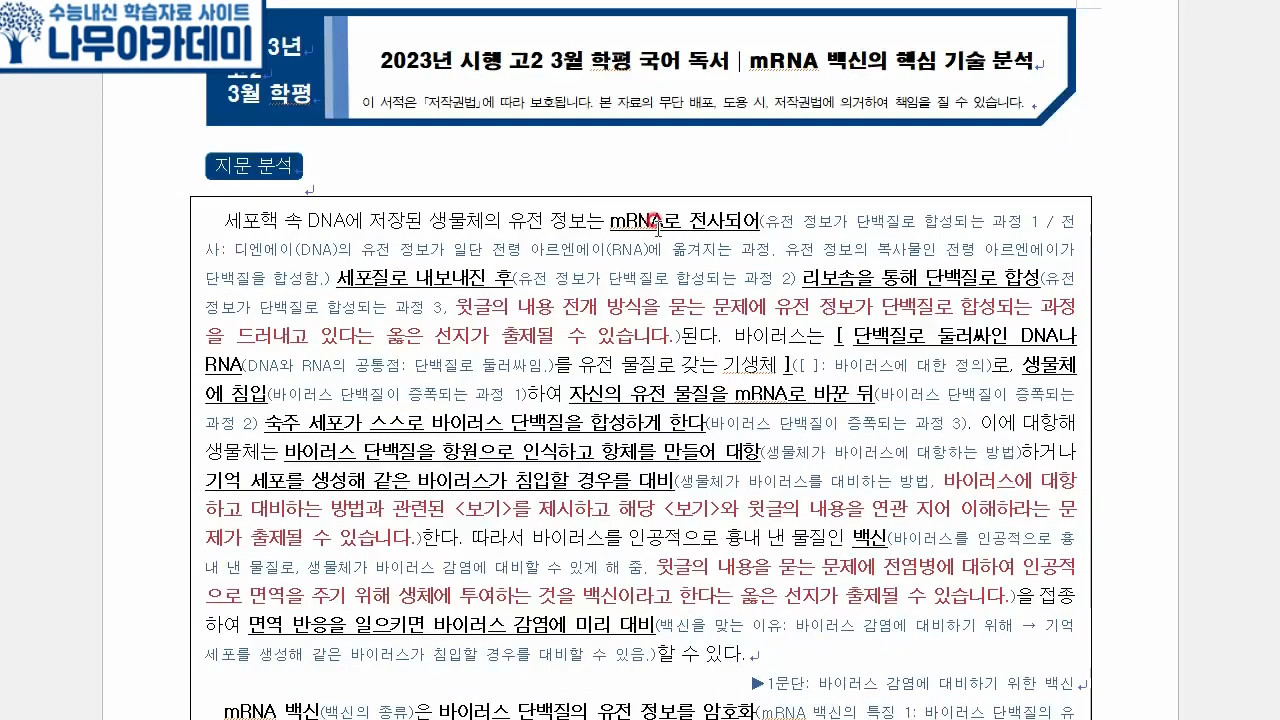 수능내신 학습자료 사이트
나무아카데미
3년
3월 학평
2023년 시행 고2 3월 학평 국어 독서 | mRNA 백신의 핵심 기술 분석
이 서적은 「저작권법」에 따라 보호됩니다. 본 자료의 무단 배포, 도용 시, 저작권법에 의거하여 책임을 질 수 있습니다.
지문 분석
세포핵 속 DNA에 저장된 생물체의 유전 정보는 mRNA로 전사되어(유전 정보가 단백질로 합성되는 과정 1 / 전
사: 디엔에이(DNA)의 유전 정보가 일단 전령 아르엔에이(RNA)에 옮겨지는 과정. 유전 정보의 복사물인 전령 아르엔에이가
단백질을 합성함.) 세포질로 내보내진 후(유전 정보가 단백질로 합성되는 과정 2) 리보솜을 통해 단백질로 합성(유전
정보가 단백질로 합성되는 과정 3, 윗글의 내용 전개 방식을 묻는 문제에 유전 정보가 단백질로 합성되는 과정
을 드러내고 있다는 옳은 선지가 출제될 수 있습니다.)된다. 바이러스는 [ 단백질로 둘러싸인 DNA나
RNA(DNA와 RNA의 공통점: 단백질로 둘러싸임.)를 유전 물질로 갖는 기생체 ]([ ]: 바이러스에 대한 정의)로, 생물체
에 침입(바이러스 단백질이 증폭되는 과정 1)하여 자신의 유전 물질을 mRNA로 바꾼 뒤(바이러스 단백질이 증폭되는
과정 2) 숙주 세포가 스스로 바이러스 단백질을 합성하게 한다(바이러스 단백질이 증폭되는 과정 3). 이에 대항해
생물체는 바이러스 단백질을 항원으로 인식하고 항체를 만들어 대항(생물체가 바이러스에 대항하는 방법)하거나
기억 세포를 생성해 같은 바이러스가 침입할 경우를 대비(생물체가 바이러스를 대비하는 방법, 바이러스에 대항
하고 대비하는 방법과 관련된 <보기>를 제시하고 해당 <보기>와 윗글의 내용을 연관 지어 이해하라는 문
제가 출제될 수 있습니다.)한다. 따라서 바이러스를 인공적으로 흉내 낸 물질인 백신(바이러스를 인공적으로 흉
내 낸 물질로, 생물체가 바이러스 감염에 대비할 수 있게 해 줌. 윗글의 내용을 묻는 문제에 전염병에 대하여 인공적
으로 면역을 주기 위해 생체에 투여하는 것을 백신이라고 한다는 옳은 선지가 출제될 수 있습니다.)을 접종
하여 면역 반응을 일으키면 바이러스 감염에 미리 대비(백신을 맞는 이유: 바이러스 감염에 대비하기 위해 → 기억
세포를 생성해 같은 바이러스가 침입할 경우를 대비할 수 있음.)할 수 있다.
▶1문단: 바이러스 감염에 대비하기 위한 백신
mRNA 백신(백신의 종류)은 바이러스 단백질의 유전 정보를 암호화(mRNA 백신의 특징 1: 바이러스 단백질의 유